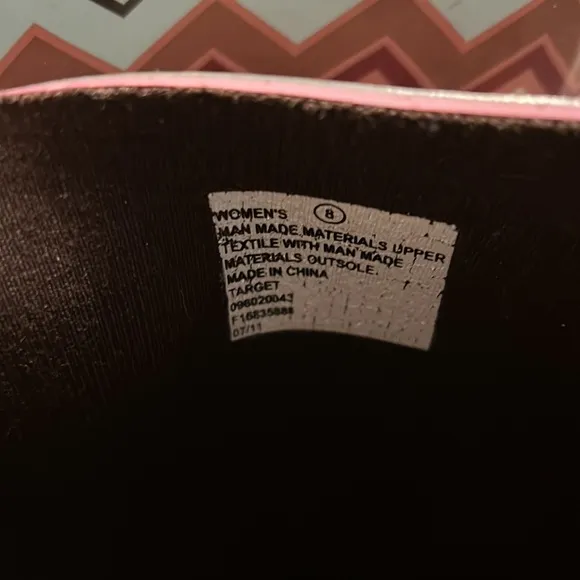 WOMEN'S 8
MAN MADE MATERIALS UPPER
TEXTILE WITH MAN MADE
MATERIALS OUTSOLE.
MADE IN CHINA
TARGET
096020043
F16835888
07/11